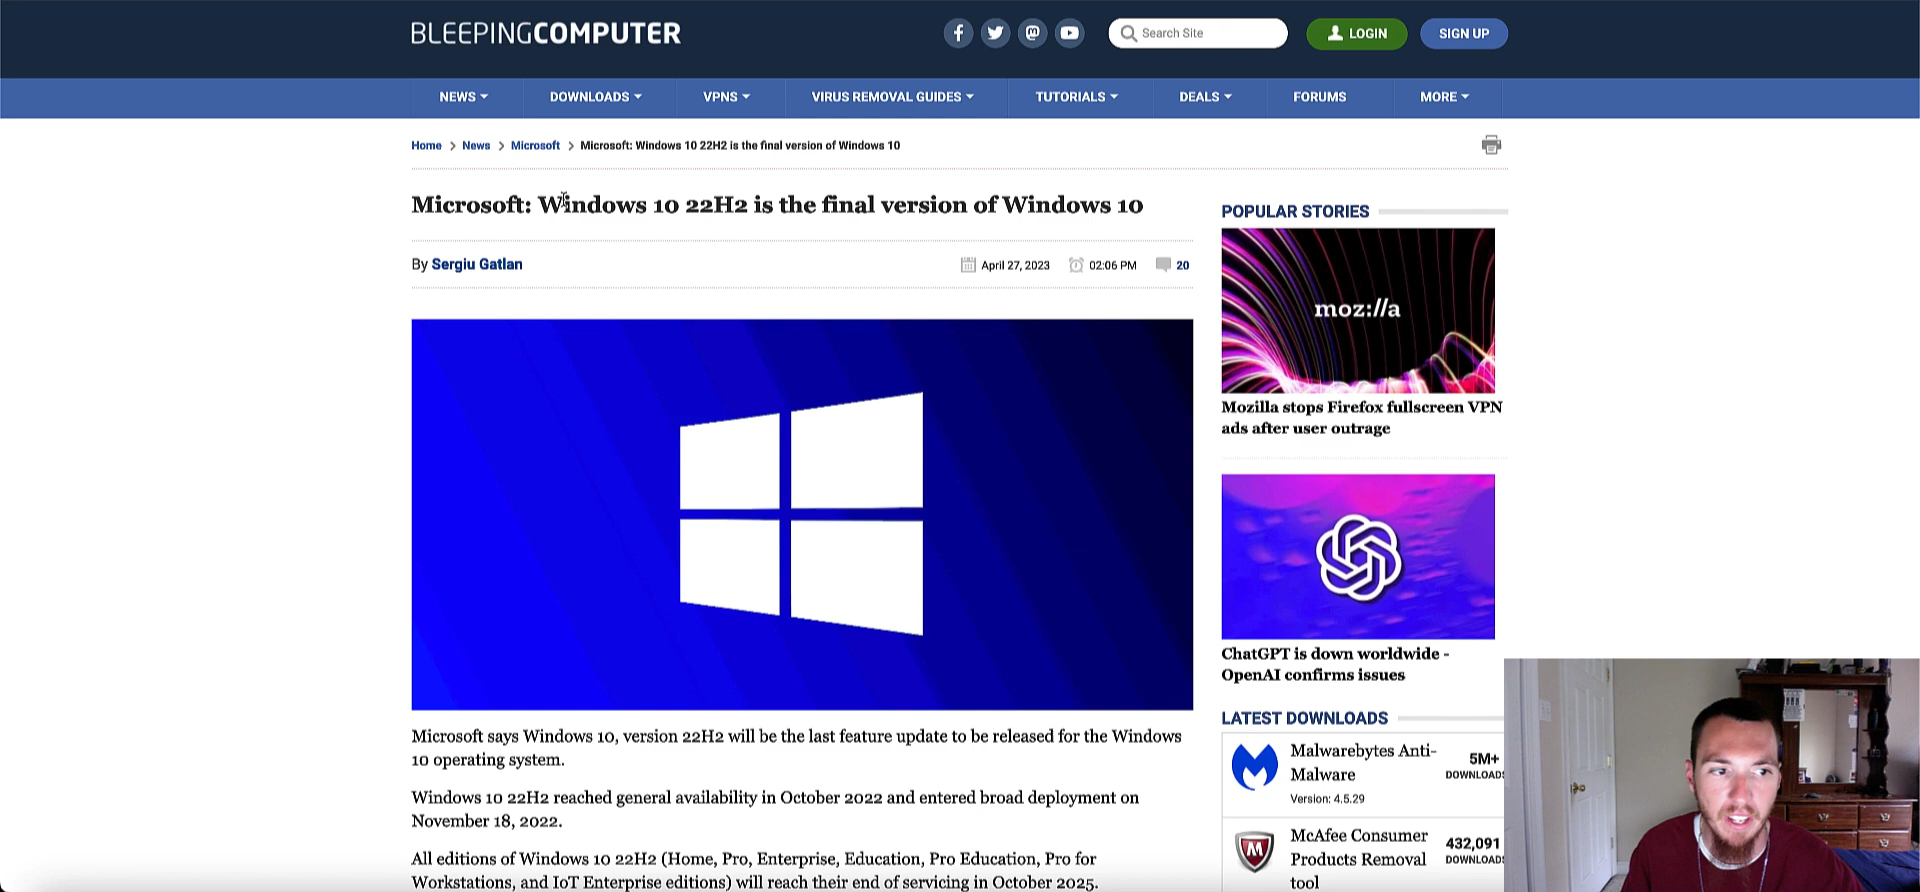 BLEEPINGCOMPUTER
Search Site
LOGIN
SIGN UP
NEWS
DOWNLOADS
VPNS
VIRUS REMOVAL GUIDES
TUTORIALS
DEALS
FORUMS
MORE
Home > News > Microsoft > Microsoft: Windows 10 22H2 is the final version of Windows 10
Microsoft: Windows 10 22H2 is the final version of Windows 10
By Sergiu Gatlan
April 27, 2023
02:06 PM
20
Microsoft says Windows 10, version 22H2 will be the last feature update to be released for the Windows
10 operating system.
Windows 10 22H2 reached general availability in October 2022 and entered broad deployment on
November 18, 2022.
All editions of Windows 10 22H2 (Home, Pro, Enterprise, Education, Pro Education, Pro for
Workstations, and IoT Enterprise editions) will reach their end of servicing in October 2025.
POPULAR STORIES
moz://a
Mozilla stops Firefox fullscreen VPN
ads after user outrage
ChatGPT is down worldwide -
OpenAI confirms issues
LATEST DOWNLOADS
Malwarebytes Anti-
Malware
Version: 4.5.29
5M+
DOWNLOADS
McAfee Consumer
Products Removal
tool
432,091
DOWNLOADS